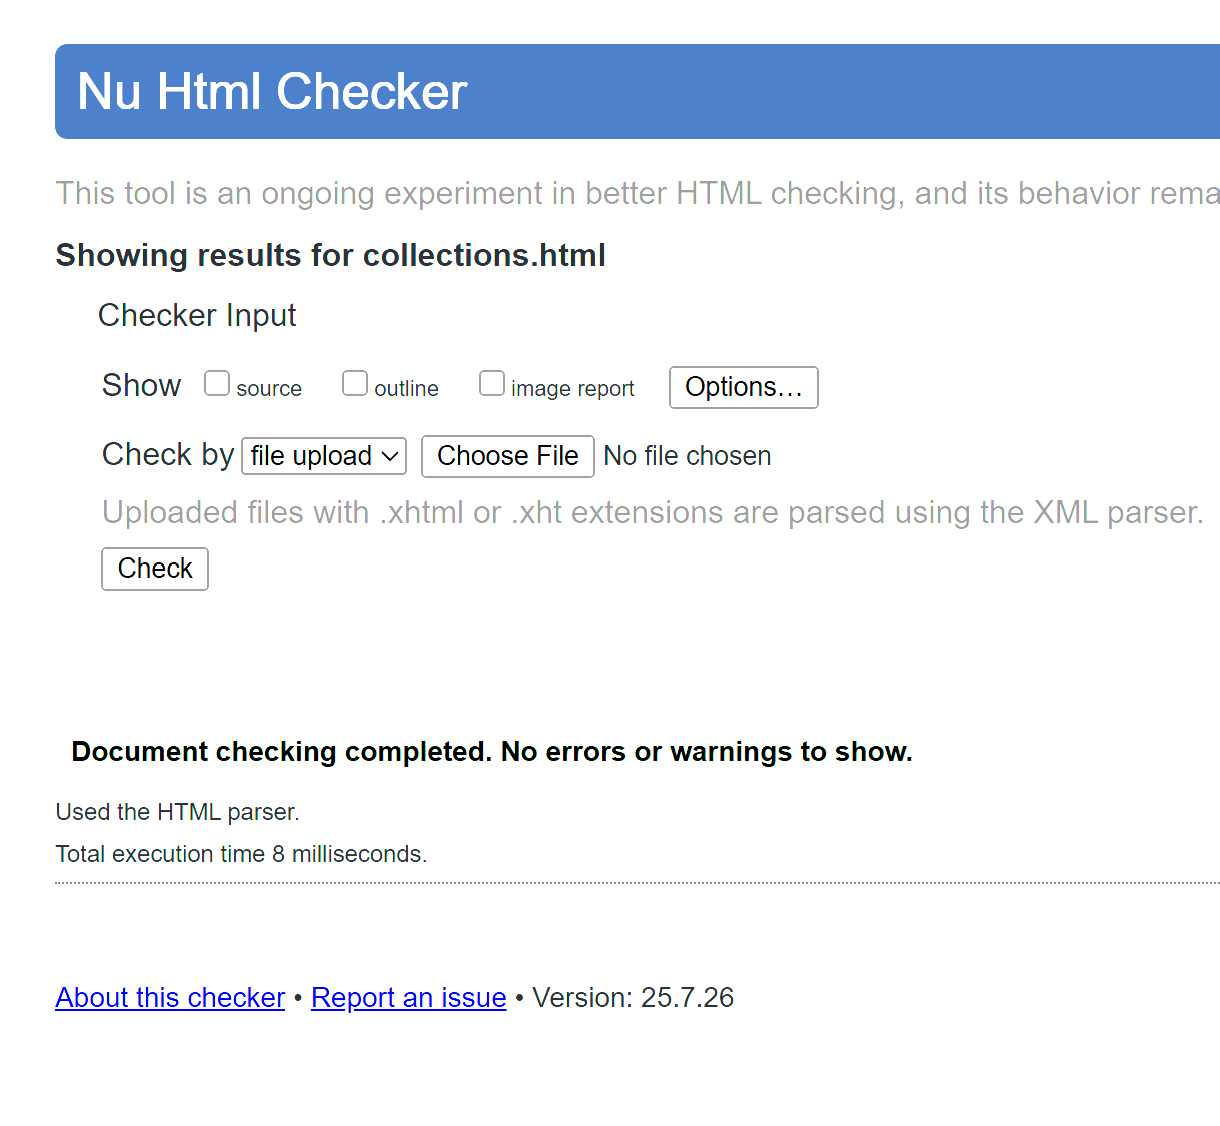 Nu Html Checker
This tool is an ongoing experiment in better HTML checking, and its behavior rema
Showing results for collections.html
Checker Input
Show source outline image report Options...
Check by file upload Choose File No file chosen
Uploaded files with .xhtml or .xht extensions are parsed using the XML parser.
Check
Document checking completed. No errors or warnings to show.
Used the HTML parser.
Total execution time 8 milliseconds.
About this checker • Report an issue • Version: 25.7.26